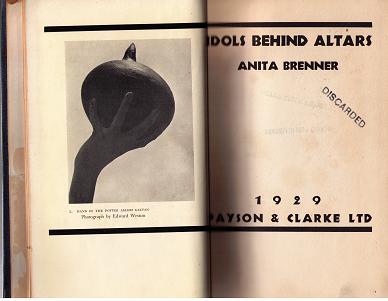 1. HAND OF THE POTTER AMADO GALVAN
Photograph by Edward Weston
IDOLS BEHIND ALTARS
ANITA BRENNER
DISCARDED
1929
PAYSON & CLARKE LTD